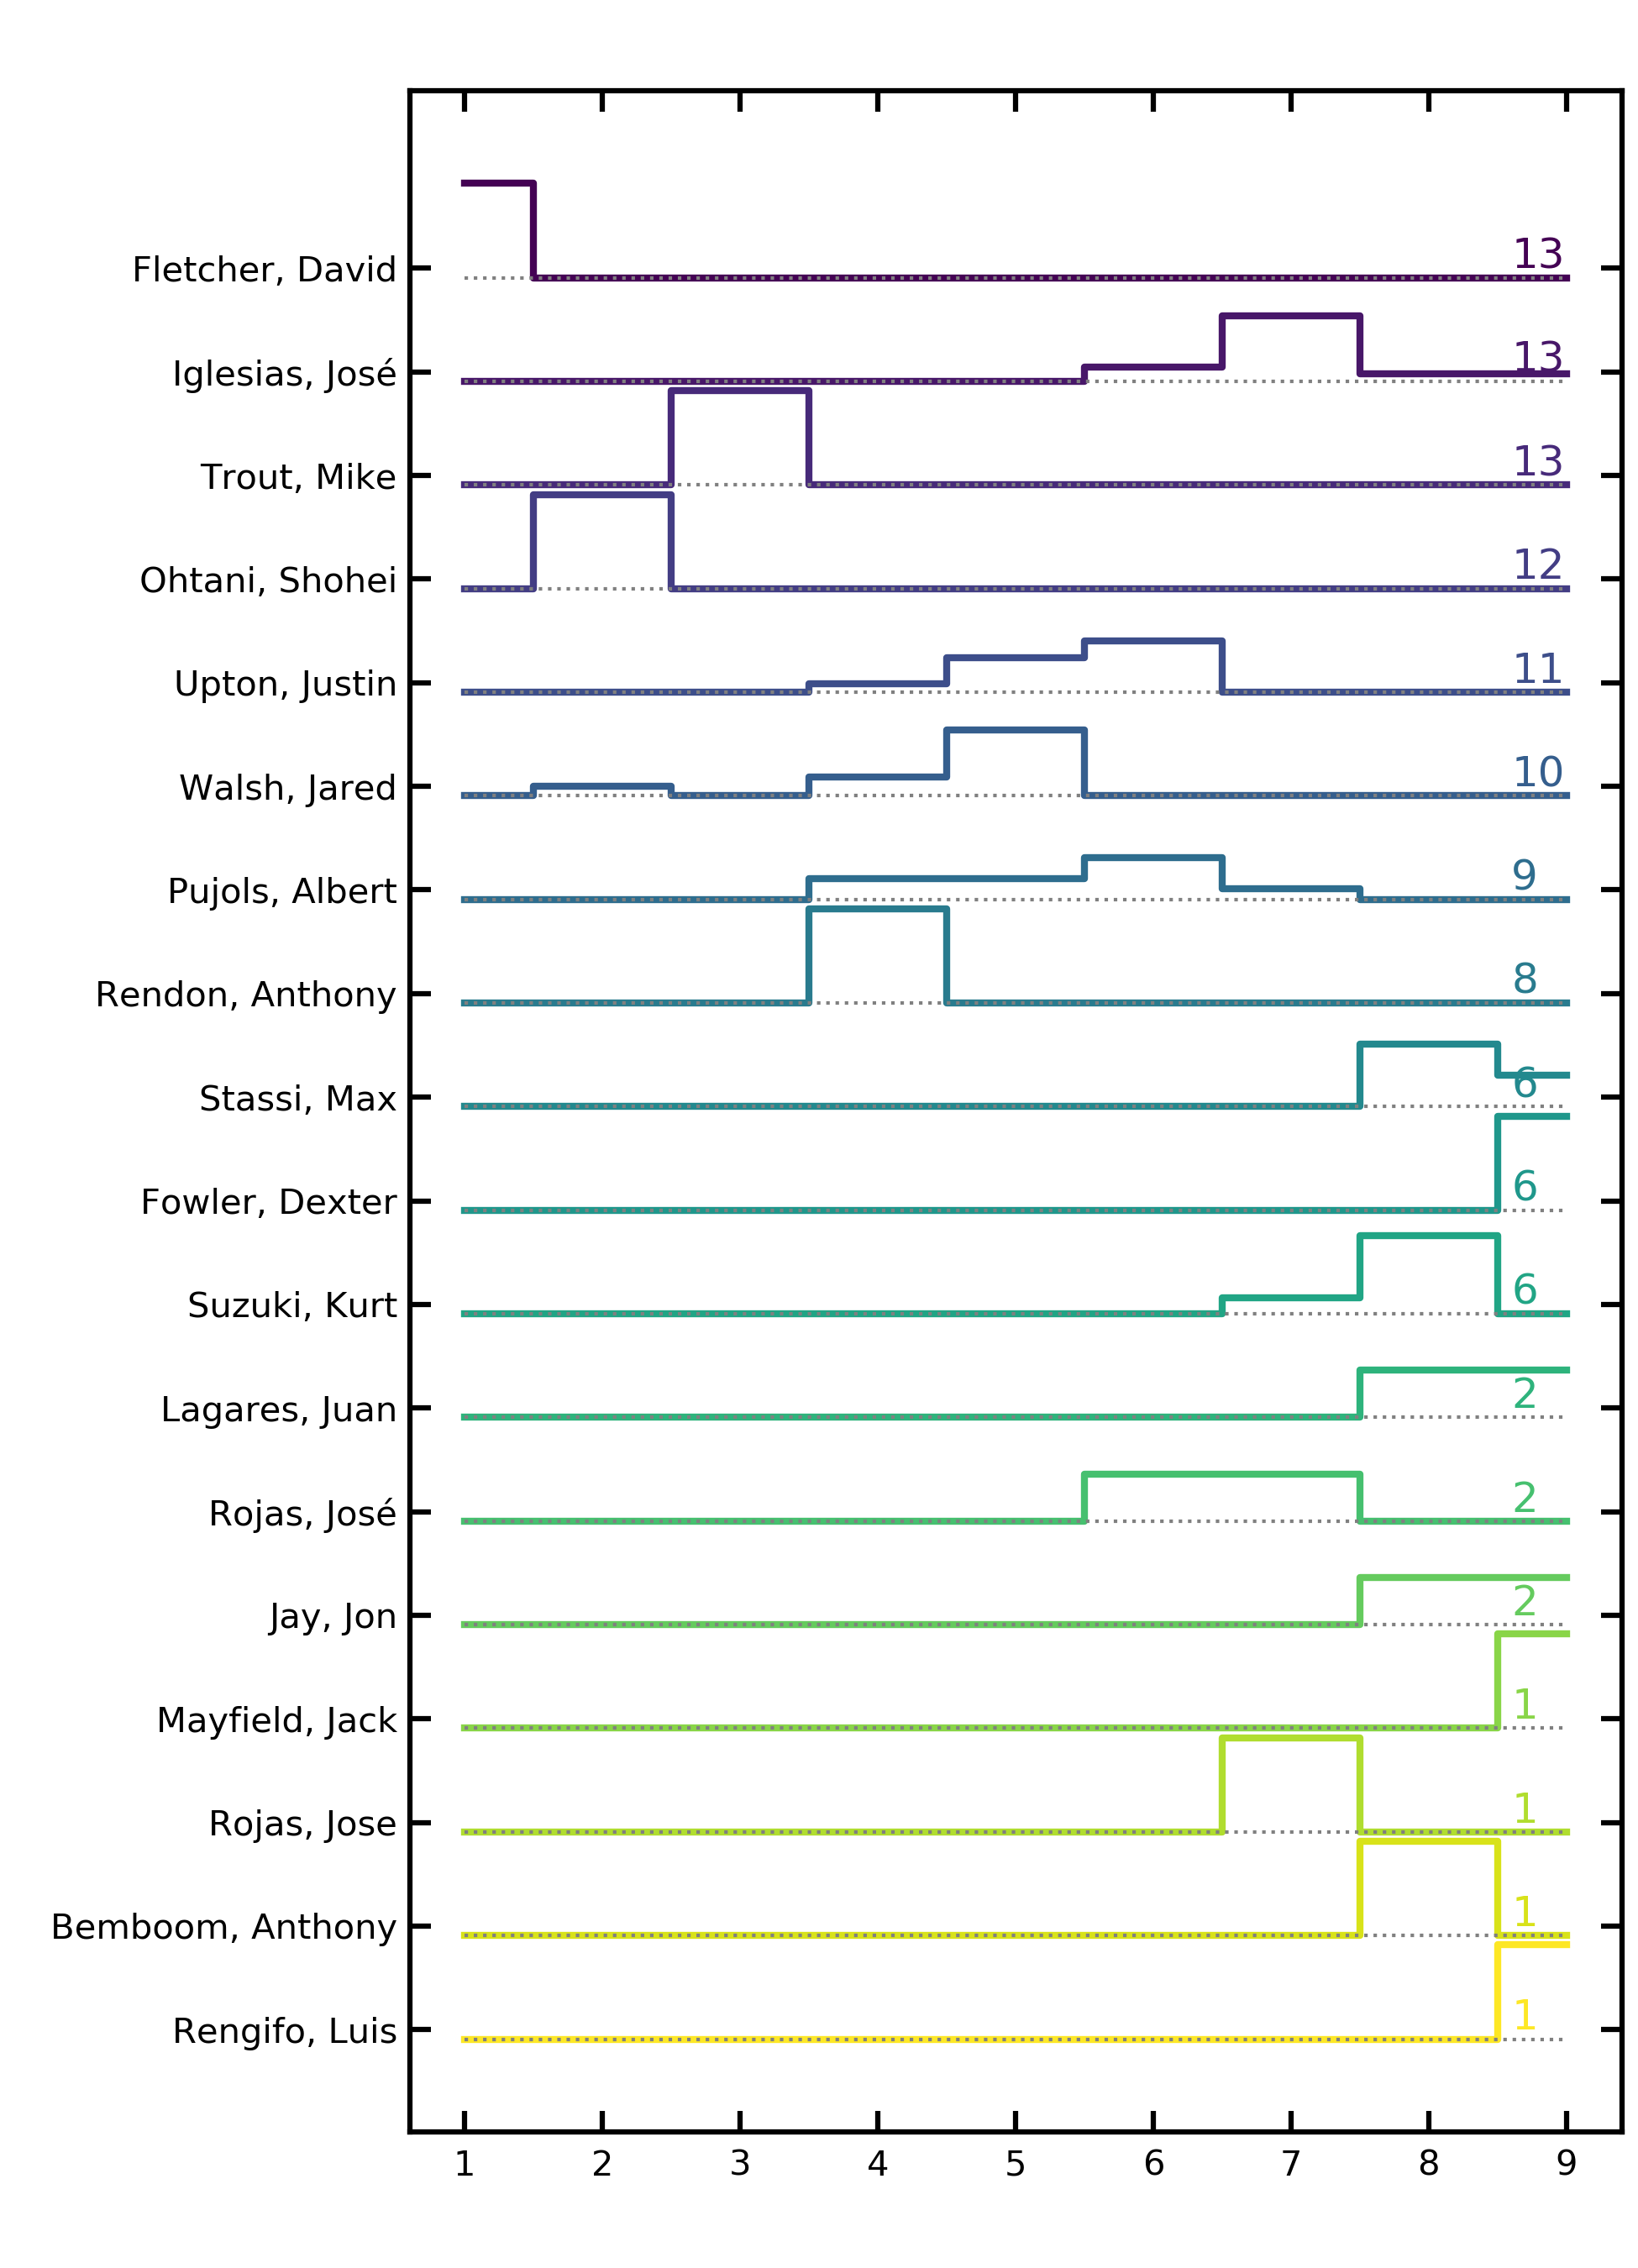 Fletcher, David 13
Iglesias, José 13
Trout, Mike 13
Ohtani, Shohei 12
Upton, Justin 11
Walsh, Jared 10
Pujols, Albert 9
Rendon, Anthony 8
Stassi, Max 6
Fowler, Dexter 6
Suzuki, Kurt 6
Lagares, Juan 2
Rojas, José 2
Jay, Jon 2
Mayfield, Jack 1
Rojas, Jose 1
Bemboom, Anthony 1
Rengifo, Luis 1
1 2 3 4 5 6 7 8 9